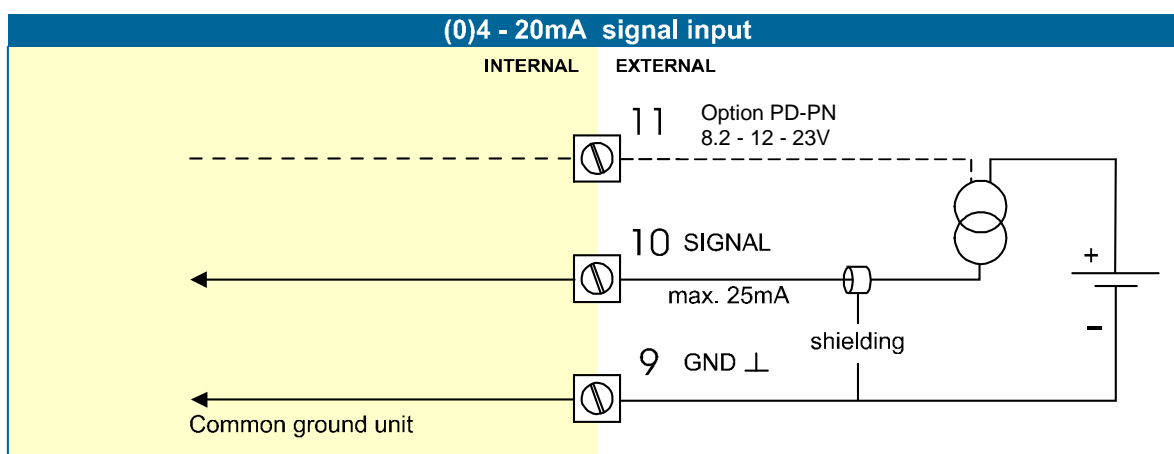 (0)4 - 20mA signal input
INTERNAL EXTERNAL
11 Option PD-PN
8.2 - 12 - 23V
10 SIGNAL
max. 25mA
+
shielding
-
9 GND ⊥
Common ground unit